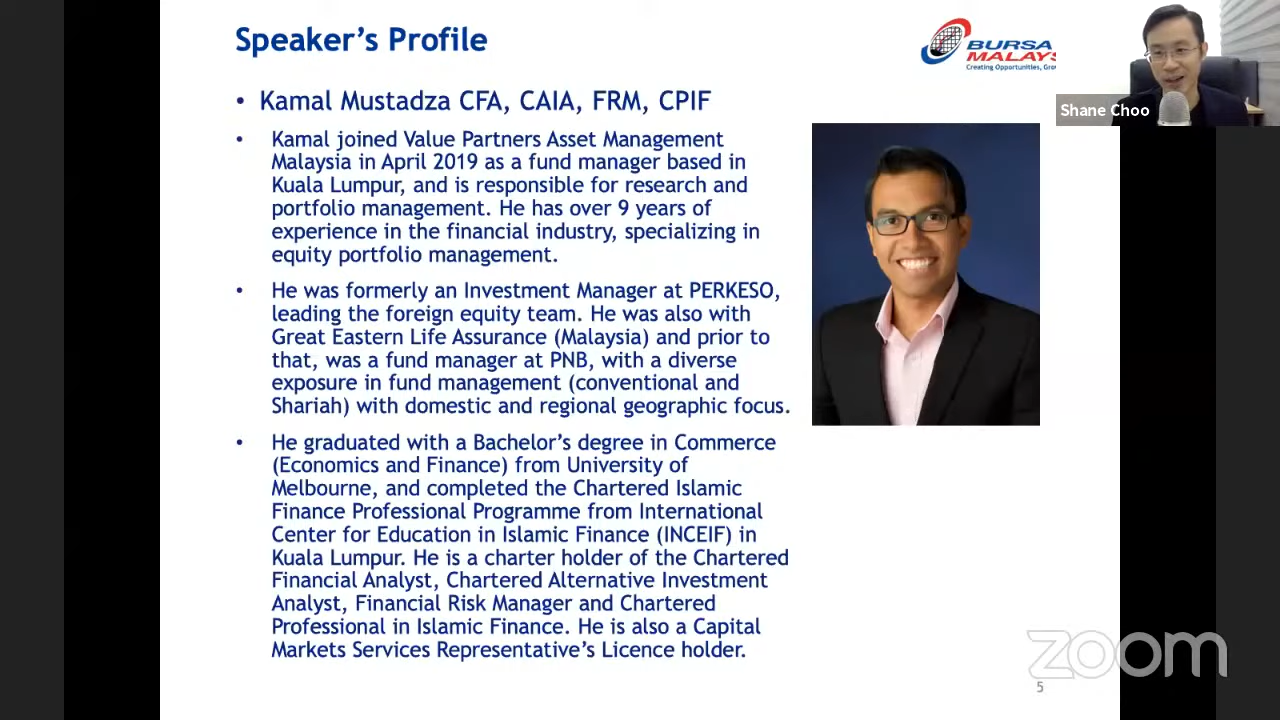 Speaker's Profile
BURSA
MALAYS
Creating Opportunities, Grow
Shane Choo
• Kamal Mustadza CFA, CAIA, FRM, CPIF
• Kamal joined Value Partners Asset Management
Malaysia in April 2019 as a fund manager based in
Kuala Lumpur, and is responsible for research and
portfolio management. He has over 9 years of
experience in the financial industry, specializing in
equity portfolio management.
• He was formerly an Investment Manager at PERKESO,
leading the foreign equity team. He was also with
Great Eastern Life Assurance (Malaysia) and prior to
that, was a fund manager at PNB, with a diverse
exposure in fund management (conventional and
Shariah) with domestic and regional geographic focus.
• He graduated with a Bachelor's degree in Commerce
(Economics and Finance) from University of
Melbourne, and completed the Chartered Islamic
Finance Professional Programme from International
Center for Education in Islamic Finance (INCEIF) in
Kuala Lumpur. He is a charter holder of the Chartered
Financial Analyst, Chartered Alternative Investment
Analyst, Financial Risk Manager and Chartered
Professional in Islamic Finance. He is also a Capital
Markets Services Representative's Licence holder.
zoom
5